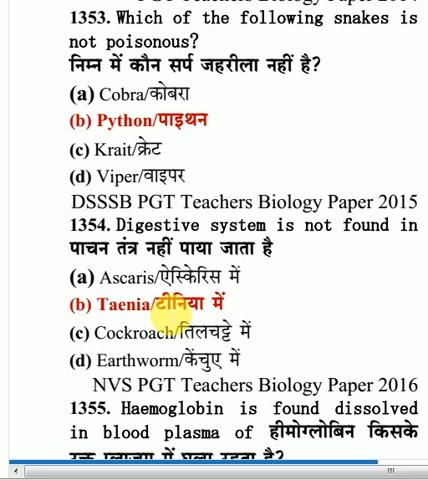 1353. Which of the following snakes is
not poisonous?
निम्न में कौन सर्प जहरीला नहीं है?
(a) Cobra/कोबरा
(b) Python/पाइथन
(c) Krait/क्रेट
(d) Viper/वाइपर
DSSSB PGT Teachers Biology Paper 2015
1354. Digestive system is not found in
पाचन तंत्र नहीं पाया जाता है
(a) Ascaris/ऐस्किेरिस में
(b) Taenia/टीनिया में
(c) Cockroach/तिलचट्टे में
(d) Earthworm/केंचुए में
NVS PGT Teachers Biology Paper 2016
1355. Haemoglobin is found dissolved
in blood plasma of हीमोग्लोबिन किसके